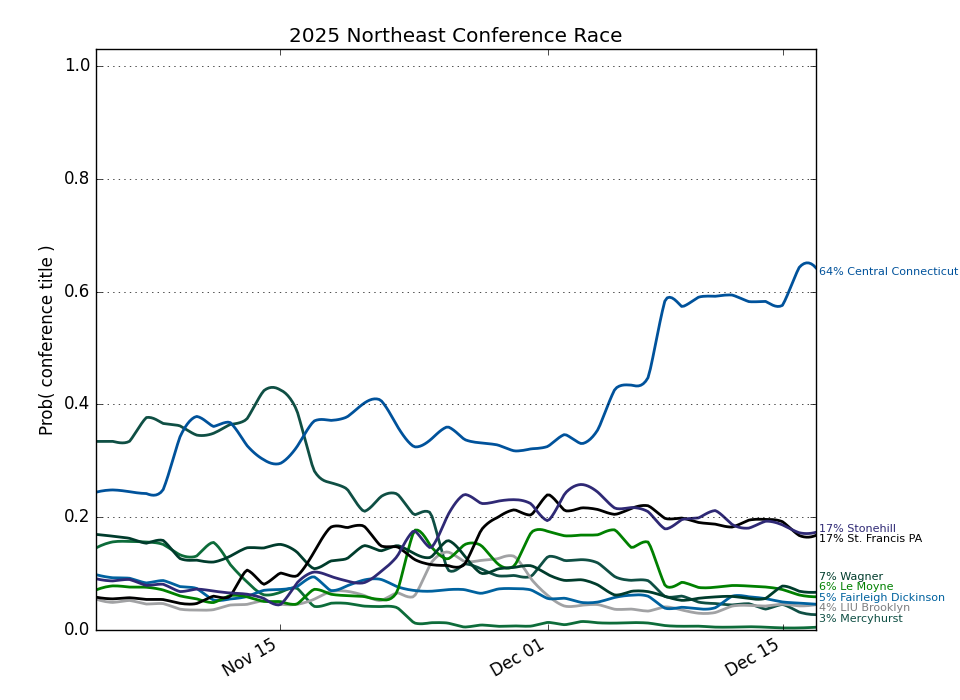 2025 Northeast Conference Race
Prob( conference title )
1.0
0.8
0.6
0.4
0.2
0.0
Nov 15
Dec 01
Dec 15
64% Central Connecticut
17% Stonehill
17% St. Francis PA
7% Wagner
6% Le Moyne
5% Fairleigh Dickinson
4% LIU Brooklyn
3% Mercyhurst